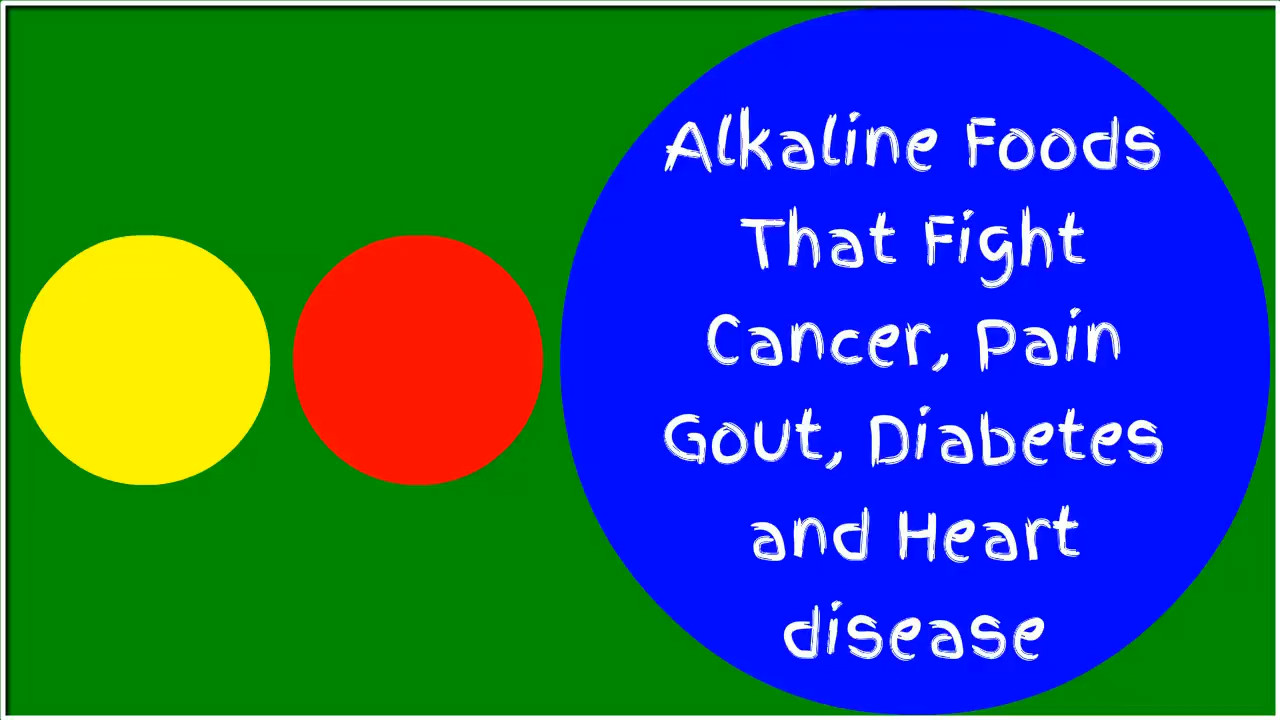 Alkaline Foods
That Fight
Cancer, Pain
Gout, Diabetes
and Heart
disease